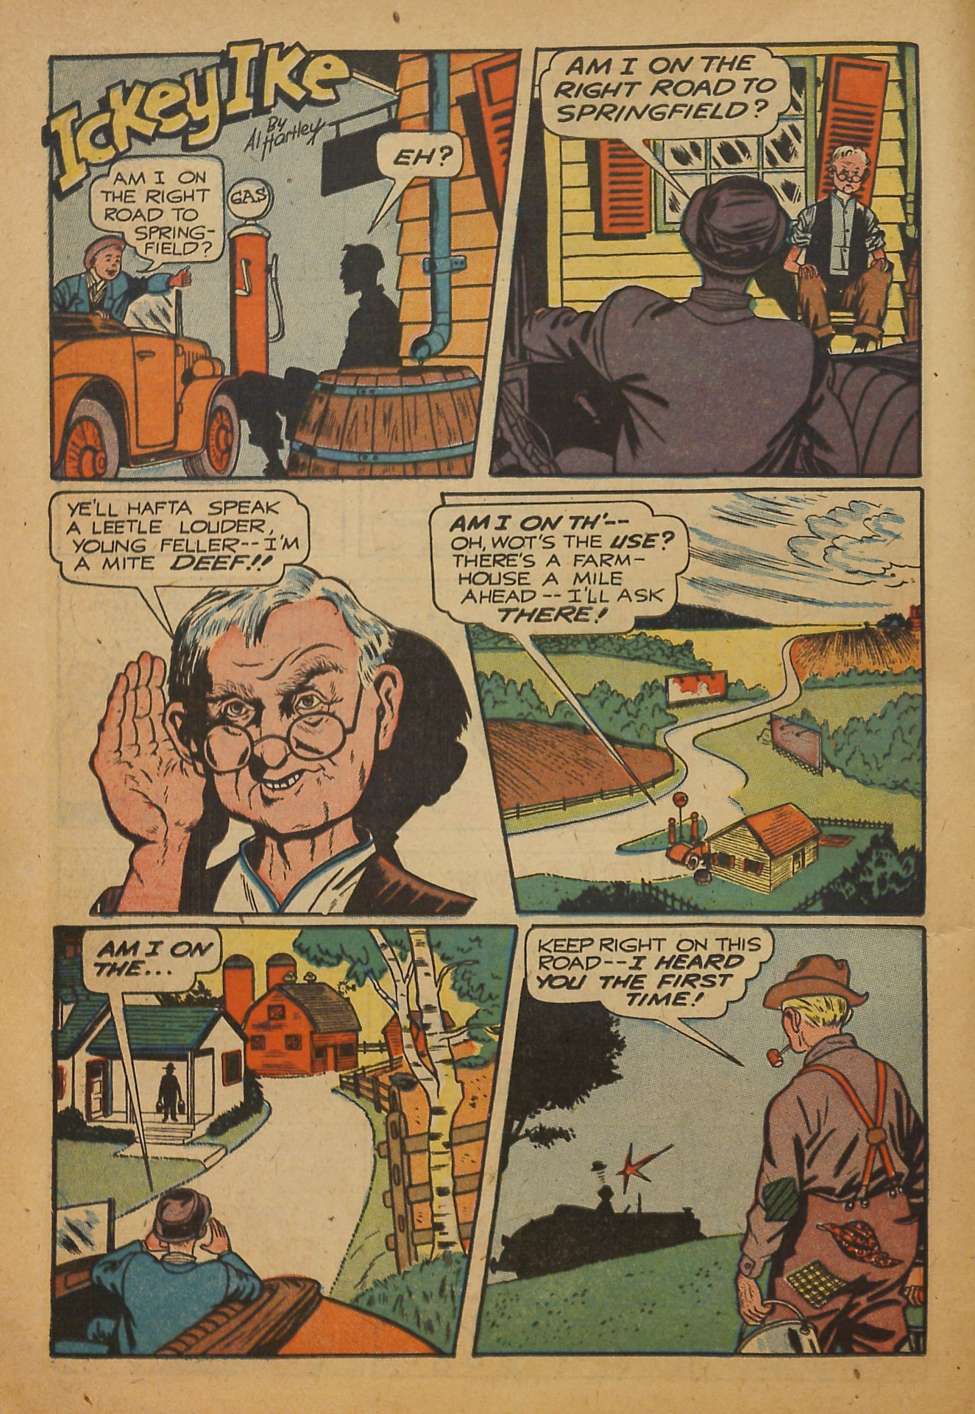 Ickey Ike
By
Al Hartley
AM I ON
THE RIGHT
ROAD TO
SPRING-
FIELD?
GAS
EH?
AM I ON THE
RIGHT ROAD TO
SPRINGFIELD?
YE'LL HAFTA SPEAK
A LEETLE LOUDER,
YOUNG FELLER--I'M
A MITE DEEF!!
AM I ON TH'--
OH, WOT'S THE USE?
THERE'S A FARM-
HOUSE A MILE
AHEAD--I'LL ASK
THERE!
AM I ON
THE...
KEEP RIGHT ON THIS
ROAD--I HEARD
YOU THE FIRST
TIME!